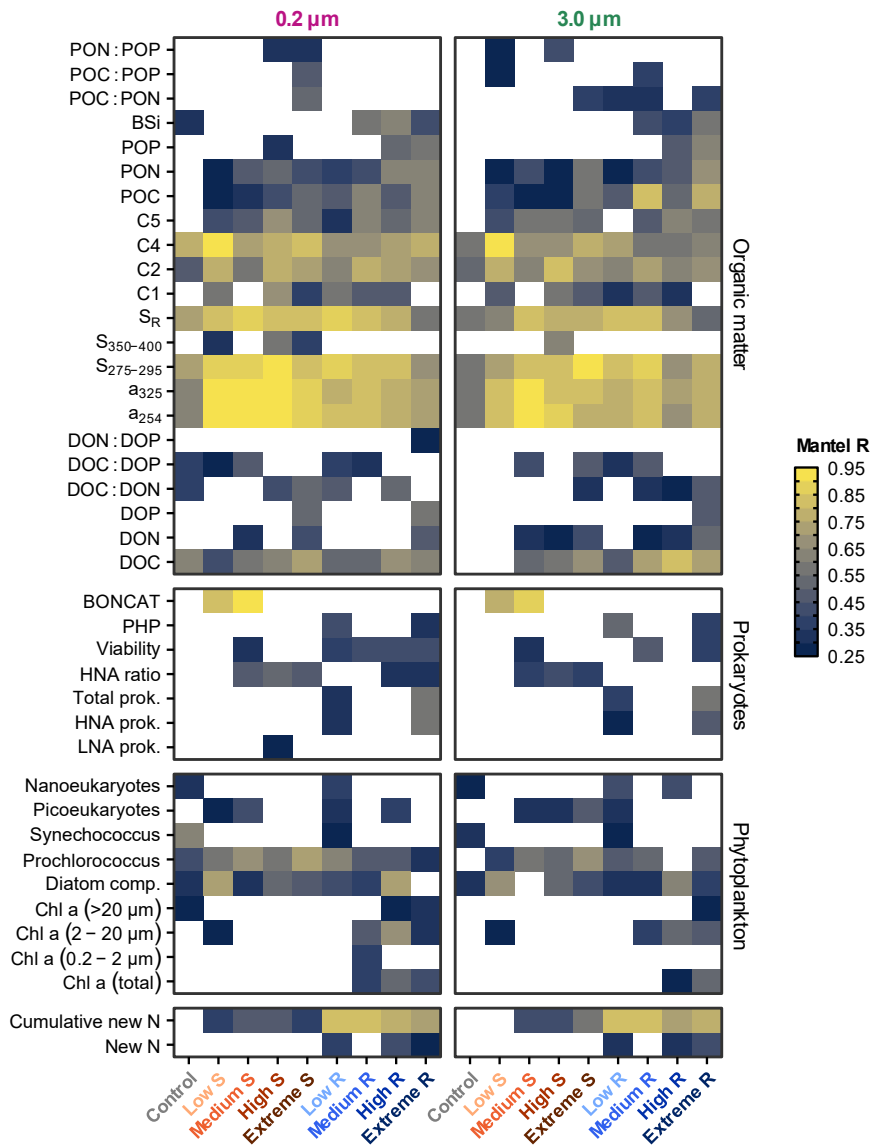 0.2 µm 3.0 µm
PON : POP
POC : POP
POC : PON
BSi
POP
PON
POC
C5
C4
C2
C1
S_R
S_350−400
S_275−295
a_325
a_254
DON : DOP
DOC : DOP
DOC : DON
DOP
DON
DOC
Organic matter
BONCAT
PHP
Viability
HNA ratio
Total prok.
HNA prok.
LNA prok.
Prokaryotes
Nanoeukaryotes
Picoeukaryotes
Synechococcus
Prochlorococcus
Diatom comp.
Chl a (>20 µm)
Chl a (2 − 20 µm)
Chl a (0.2 − 2 µm)
Chl a (total)
Phytoplankton
Cumulative new N
New N
Control
Low S
Medium S
High S
Extreme S
Low R
Medium R
High R
Extreme R
Control
Low S
Medium S
High S
Extreme S
Low R
Medium R
High R
Extreme R
Mantel R
0.95
0.85
0.75
0.65
0.55
0.45
0.35
0.25